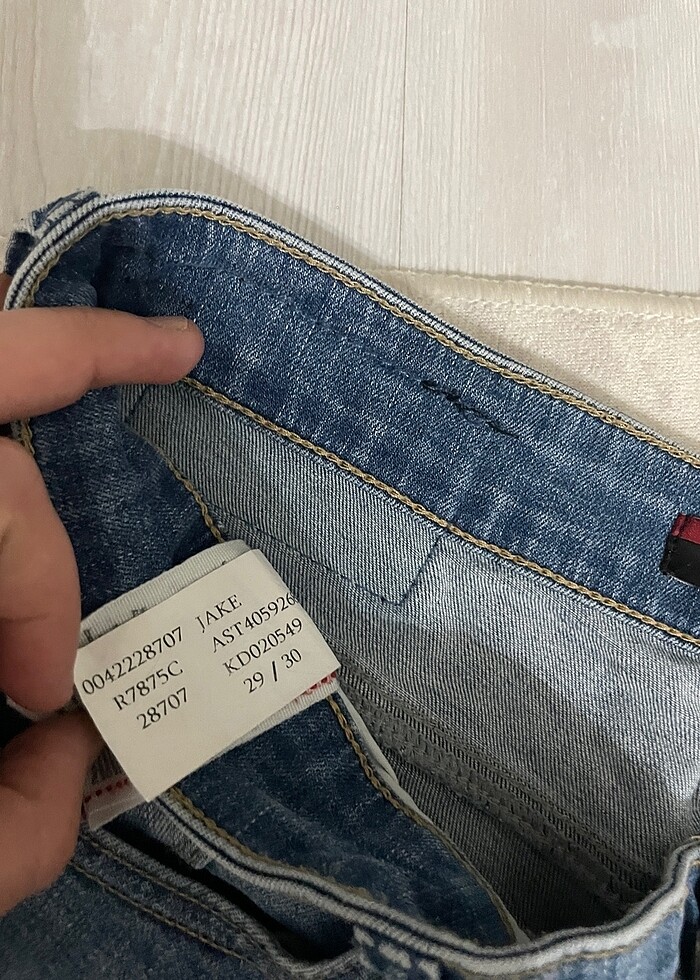 0042228707 JAKE
R7875C AST405926
28707 KD020549
29 / 30